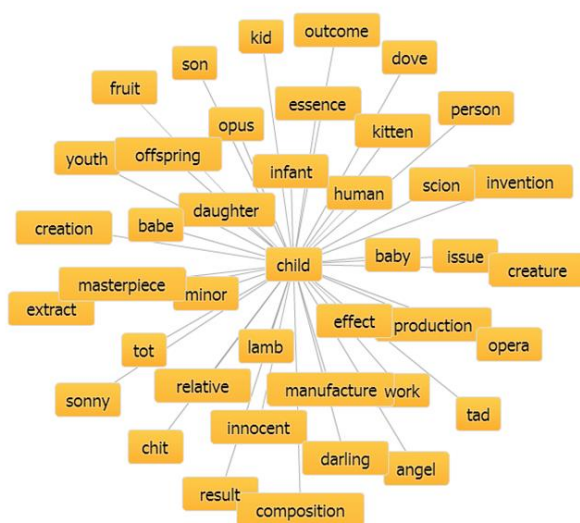 kid
outcome
son
dove
fruit
essence
person
opus
kitten
youth
offspring
infant
human
scion
invention
daughter
babe
creation
child
baby
issue
creature
masterpiece
minor
extract
effect
production
opera
lamb
tot
relative
manufacture
work
sonny
tad
innocent
chit
darling
angel
result
composition